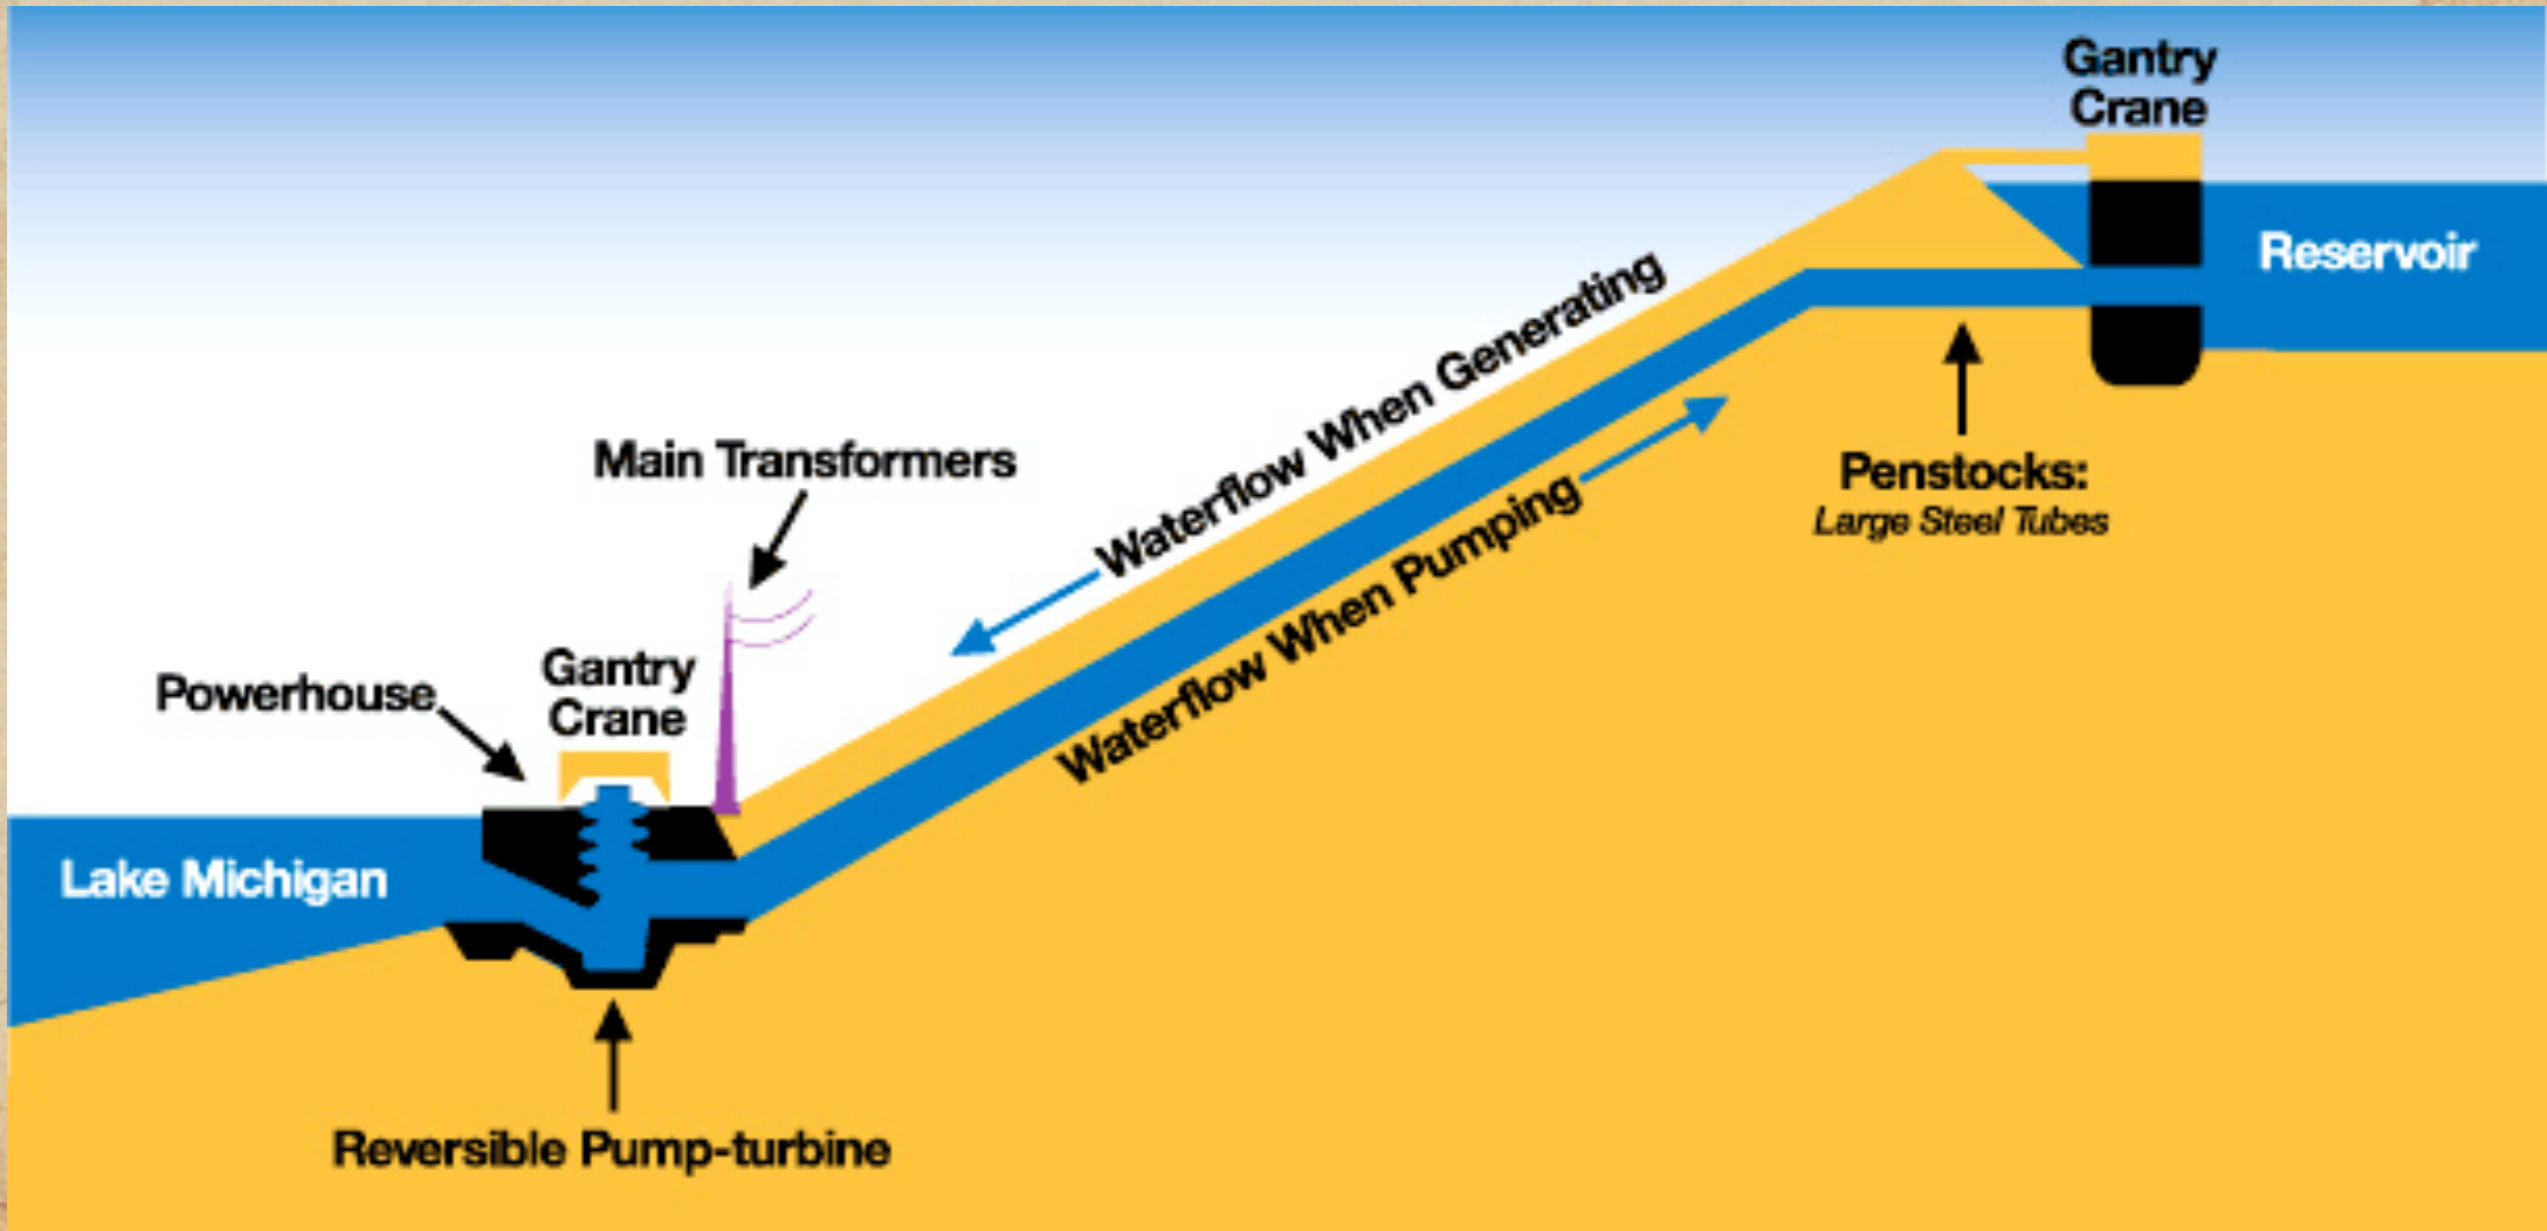 Gantry
Crane
Reservoir
Waterflow When Generating
Waterflow When Pumping
Penstocks:
Large Steel Tubes
Main Transformers
Gantry
Crane
Powerhouse
Lake Michigan
Reversible Pump-turbine